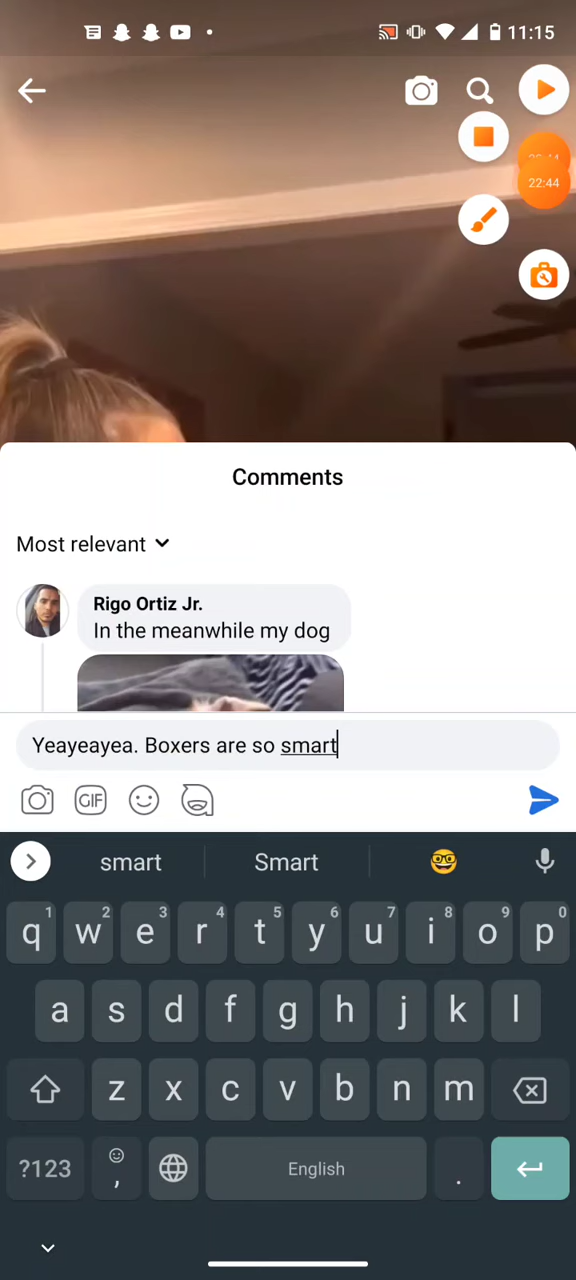 11:15
22:44
Comments
Most relevant
Rigo Ortiz Jr.
In the meanwhile my dog
Yeayeayea. Boxers are so smart
GIF
smart Smart
1 2 3 4 5 6 7 8 9 0
q w e r t y u i o p
a s d f g h j k l
z x c v b n m
?123 , English .